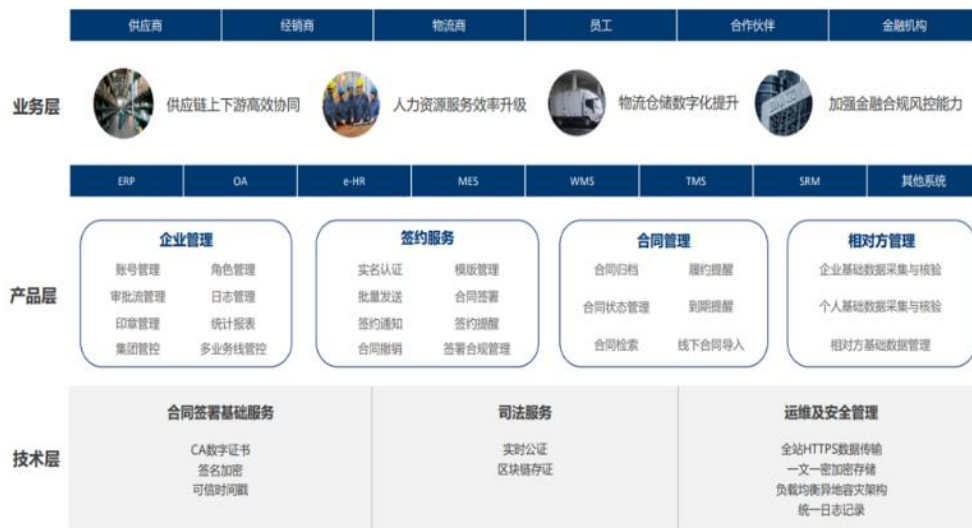 供应商 经销商 物流商 员工 合作伙伴 金融机构
业务层
供应链上下游高效协同 人力资源服务效率升级 物流仓储数字化提升 加强金融合规风控能力
ERP OA e-HR MES WMS TMS SRM 其他系统
产品层
企业管理
账号管理 角色管理
审批流管理 日志管理
印章管理 统计报表
集团管控 多业务线管控
签约服务
实名认证 模版管理
批量发送 合同签署
签约通知 签约提醒
合同撤销 签署合规管理
合同管理
合同归档 履约提醒
合同状态管理 到期提醒
合同检索 线下合同导入
相对方管理
企业基础数据采集与核验
个人基础数据采集与核验
相对方基础数据管理
技术层
合同签署基础服务
CA数字证书
签名加密
可信时间戳
司法服务
实时公证
区块链存证
运维及安全管理
全站HTTPS数据传输
一文一密加密存储
负载均衡异地容灾架构
统一日志记录